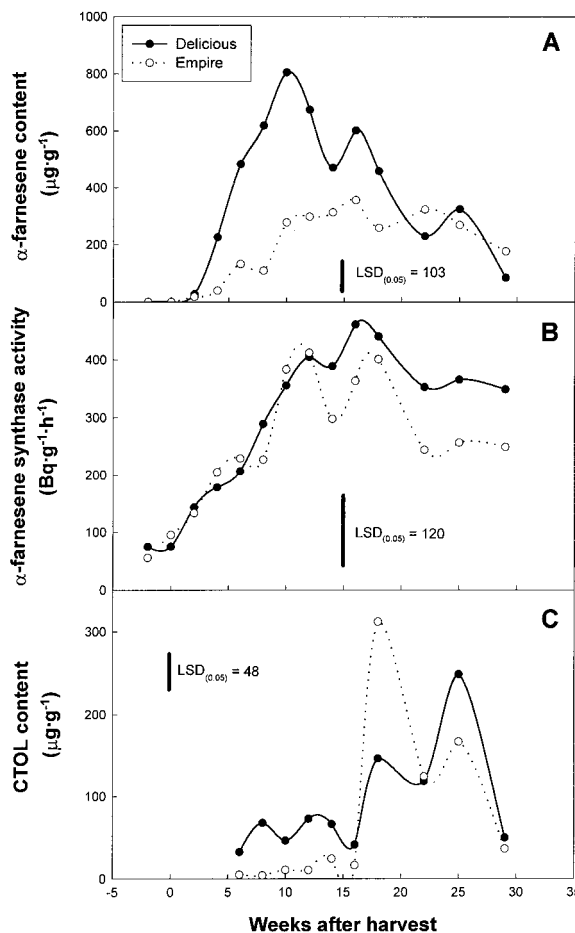 Delicious
Empire
A
α-farnesene content
(μg·g-1)
1000
800
600
400
200
0
LSD(0.05) = 103
B
α-farnesene synthase activity
(Bq·g-1·h-1)
400
300
200
100
0
LSD(0.05) = 120
C
CTOL content
(μg·g-1)
300
200
100
0
LSD(0.05) = 48
-5 0 5 10 15 20 25 30 35
Weeks after harvest